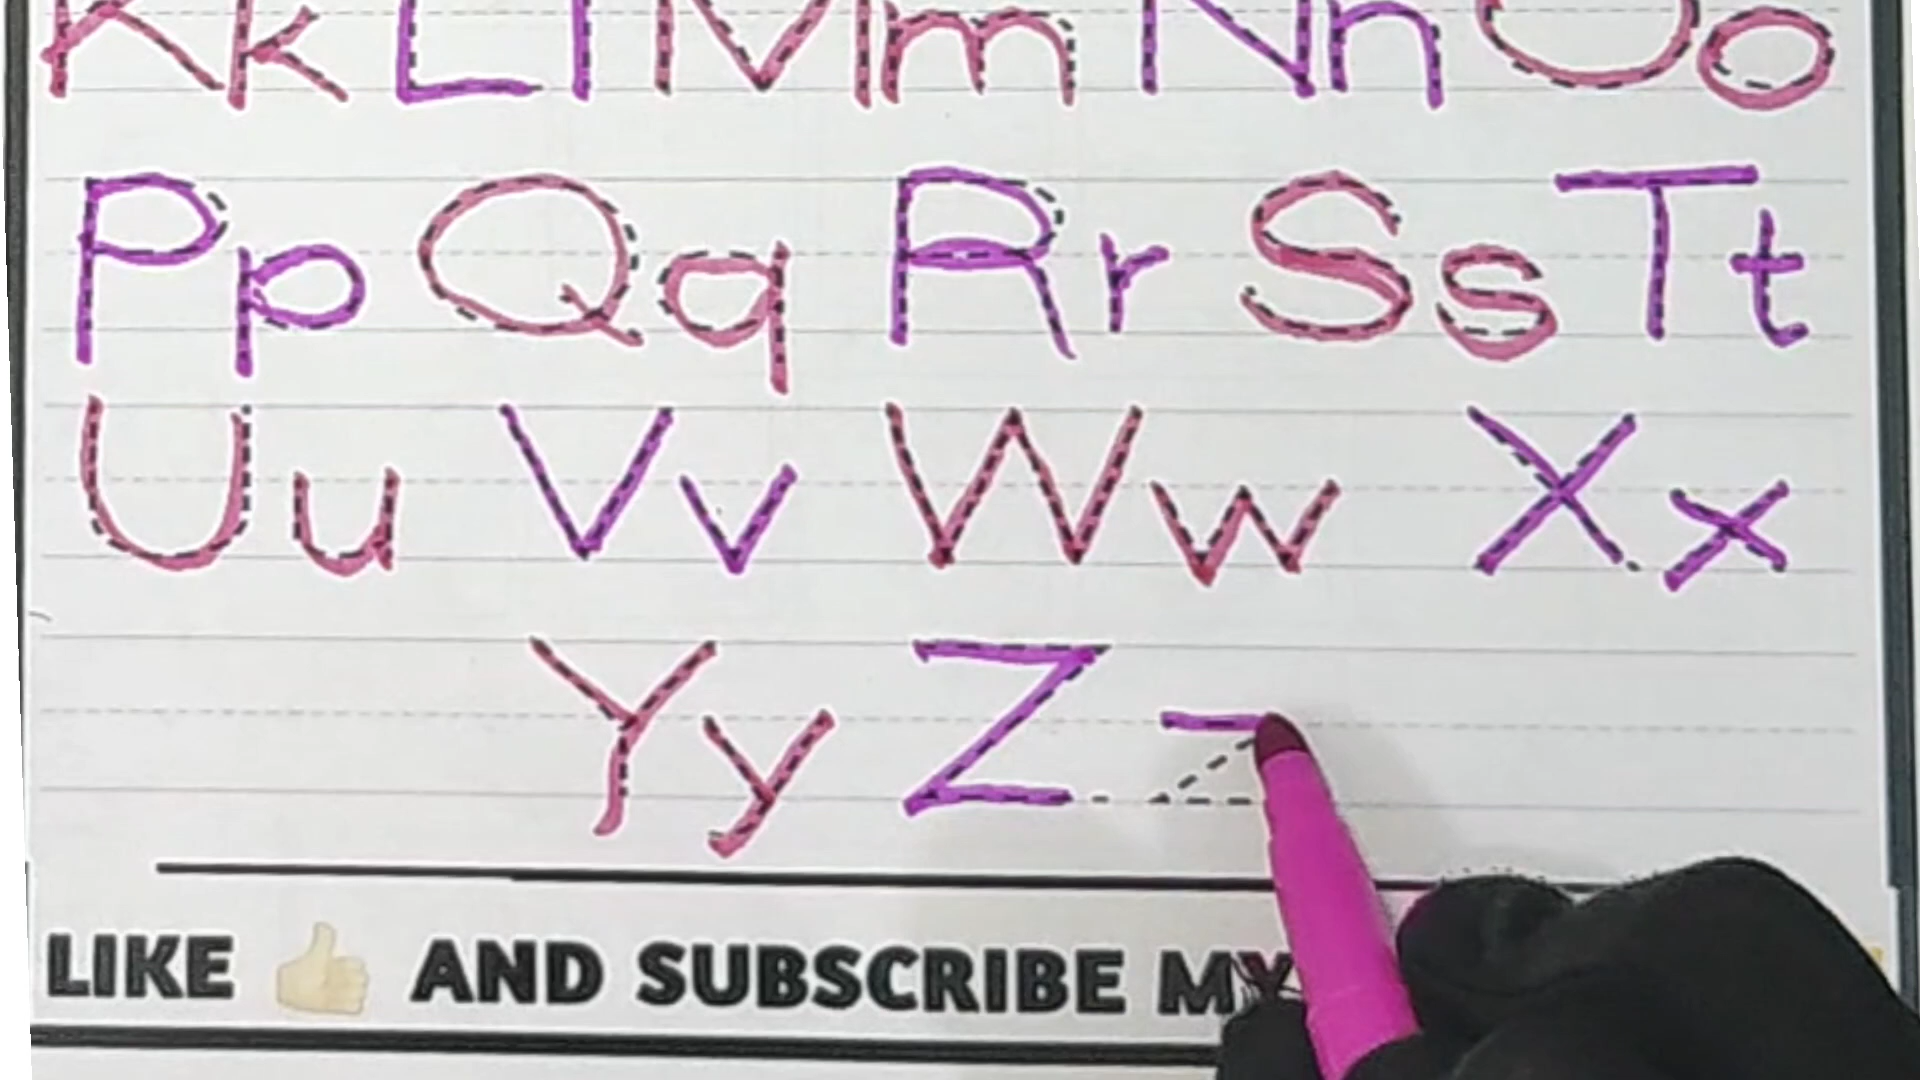 Kk Ll Mm Nn Oo
Pp Qq Rr Ss Tt
Uu Vv Ww Xx
Yy Zz
LIKE 👍 AND SUBSCRIBE MY